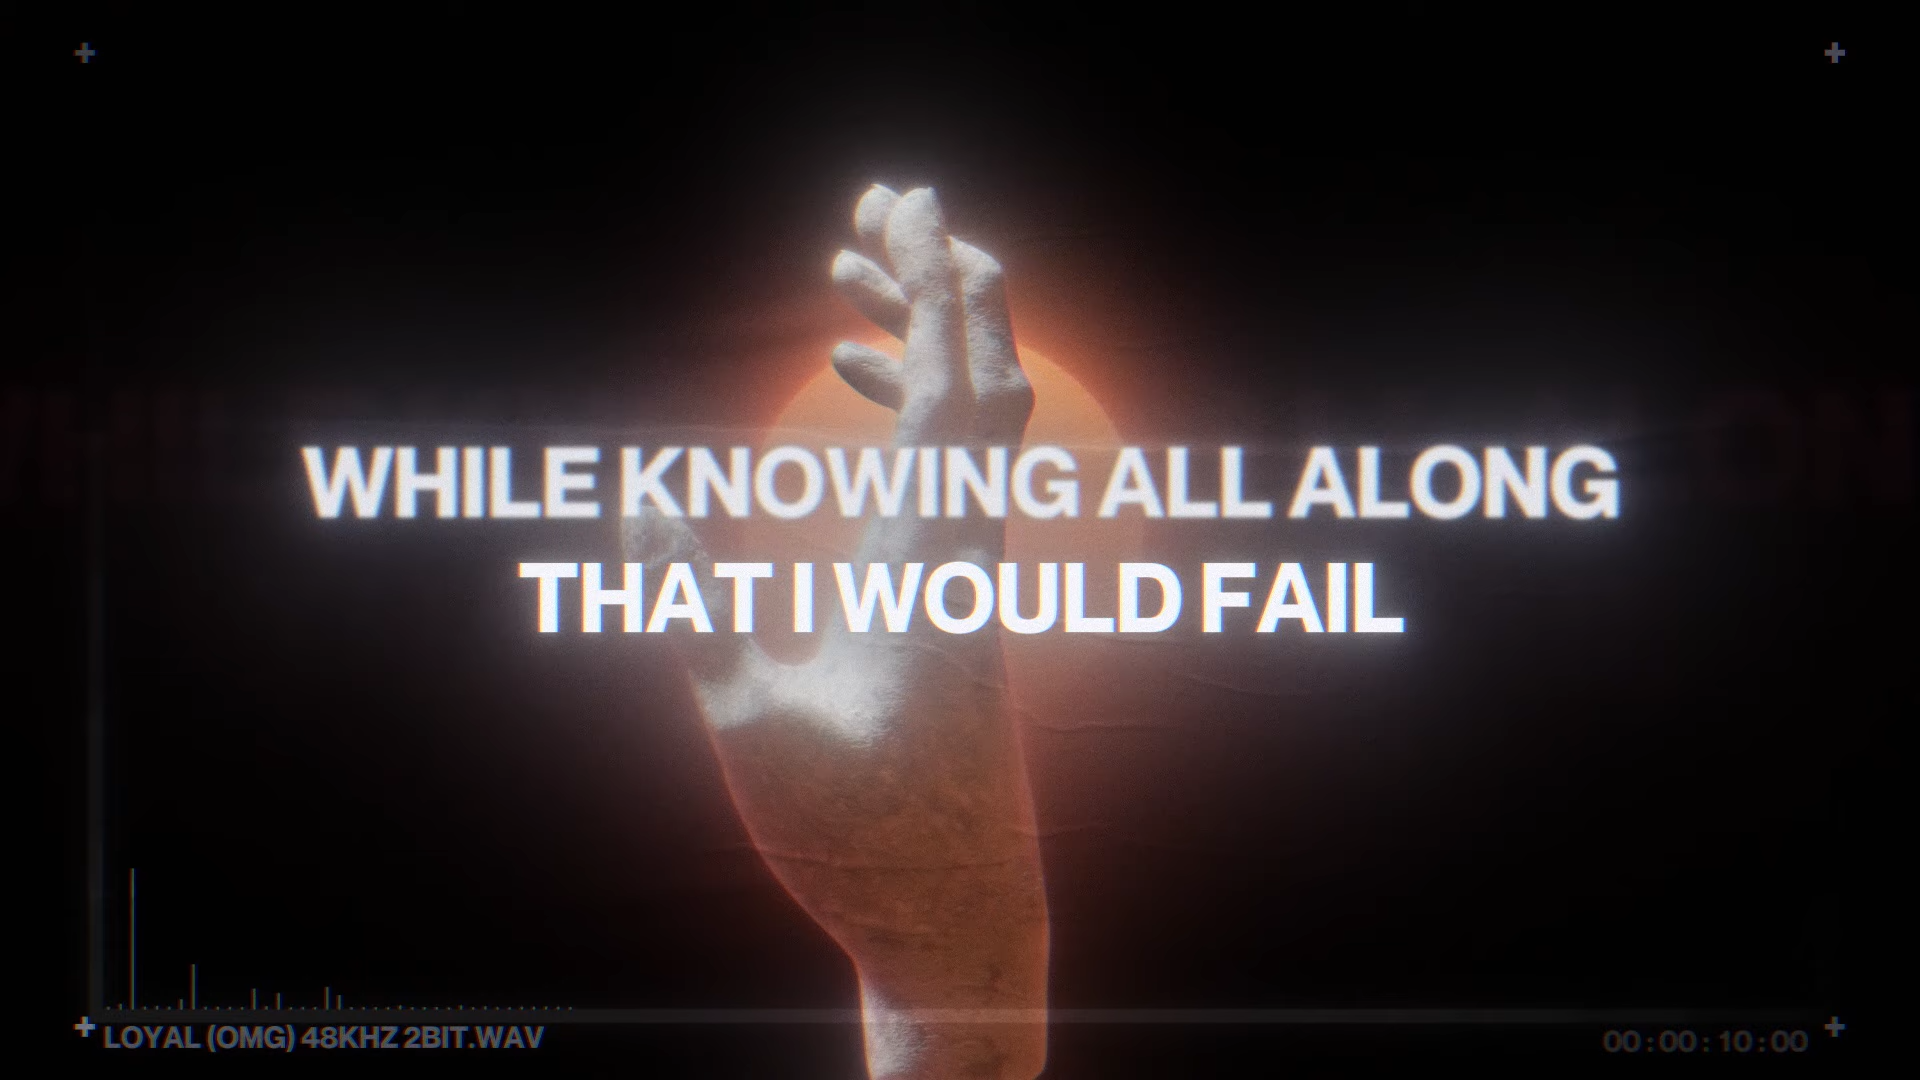 WHILE KNOWING ALL ALONG
THAT I WOULD FAIL
LOYAL (OMG) 48KHZ 2BIT.WAV
00:00:10:00